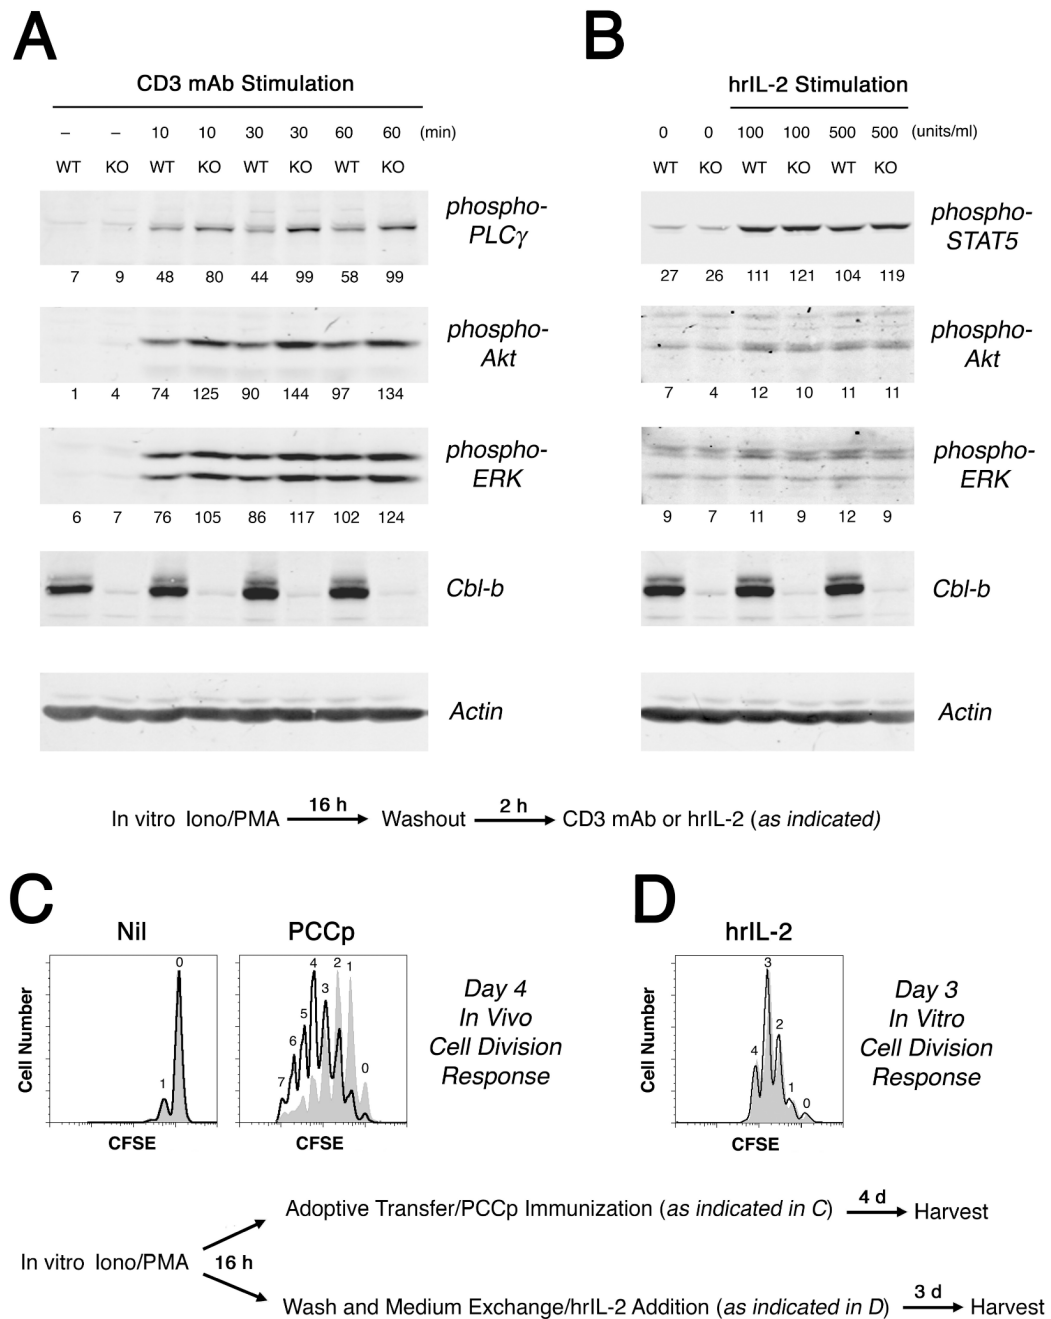 A
CD3 mAb Stimulation
– – 10 10 30 30 60 60 (min)
WT KO WT KO WT KO WT KO
phospho-
PLCγ
7 9 48 80 44 99 58 99
phospho-
Akt
1 4 74 125 90 144 97 134
phospho-
ERK
6 7 76 105 86 117 102 124
Cbl-b
Actin
B
hrIL-2 Stimulation
0 0 100 100 500 500 (units/ml)
WT KO WT KO WT KO
phospho-
STAT5
27 26 111 121 104 119
phospho-
Akt
7 4 12 10 11 11
phospho-
ERK
9 7 11 9 12 9
Cbl-b
Actin
In vitro Iono/PMA 16 h Washout 2 h CD3 mAb or hrIL-2 (as indicated)
C
Nil
0
1
Cell Number
CFSE
PCCp
4 2 1
3
5
6
0
7
CFSE
Day 4
In Vivo
Cell Division
Response
D
hrIL-2
3
2
4
1
0
Cell Number
CFSE
Day 3
In Vitro
Cell Division
Response
In vitro Iono/PMA 16 h
Adoptive Transfer/PCCp Immunization (as indicated in C) 4 d Harvest
Wash and Medium Exchange/hrIL-2 Addition (as indicated in D) 3 d Harvest